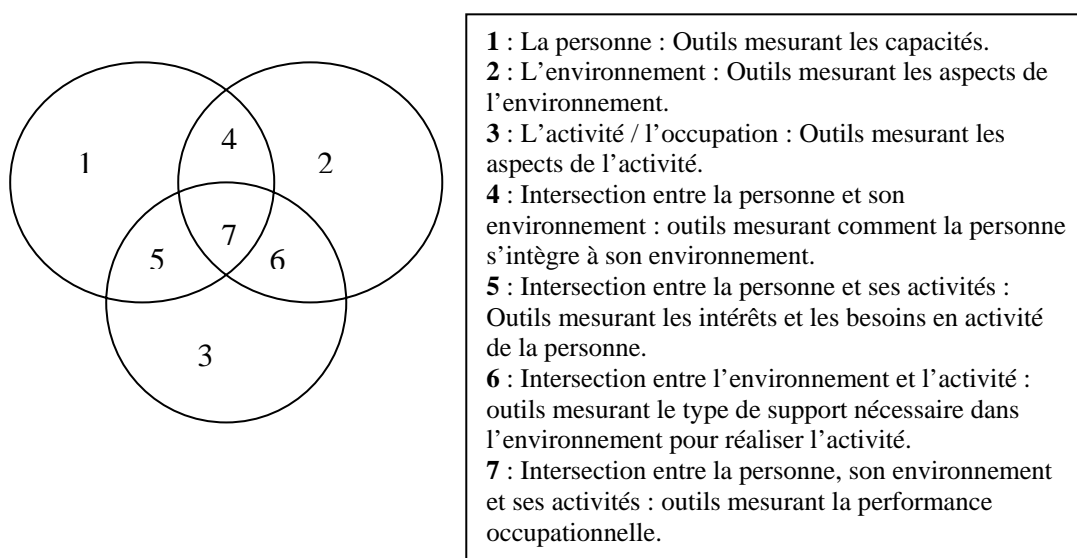 1
4
2
7
5
6
3
1 : La personne : Outils mesurant les capacités.
2 : L’environnement : Outils mesurant les aspects de
l’environnement.
3 : L’activité / l’occupation : Outils mesurant les
aspects de l’activité.
4 : Intersection entre la personne et son
environnement : outils mesurant comment la personne
s’intègre à son environnement.
5 : Intersection entre la personne et ses activités :
Outils mesurant les intérêts et les besoins en activité
de la personne.
6 : Intersection entre l’environnement et l’activité :
outils mesurant le type de support nécessaire dans
l’environnement pour réaliser l’activité.
7 : Intersection entre la personne, son environnement
et ses activités : outils mesurant la performance
occupationnelle.